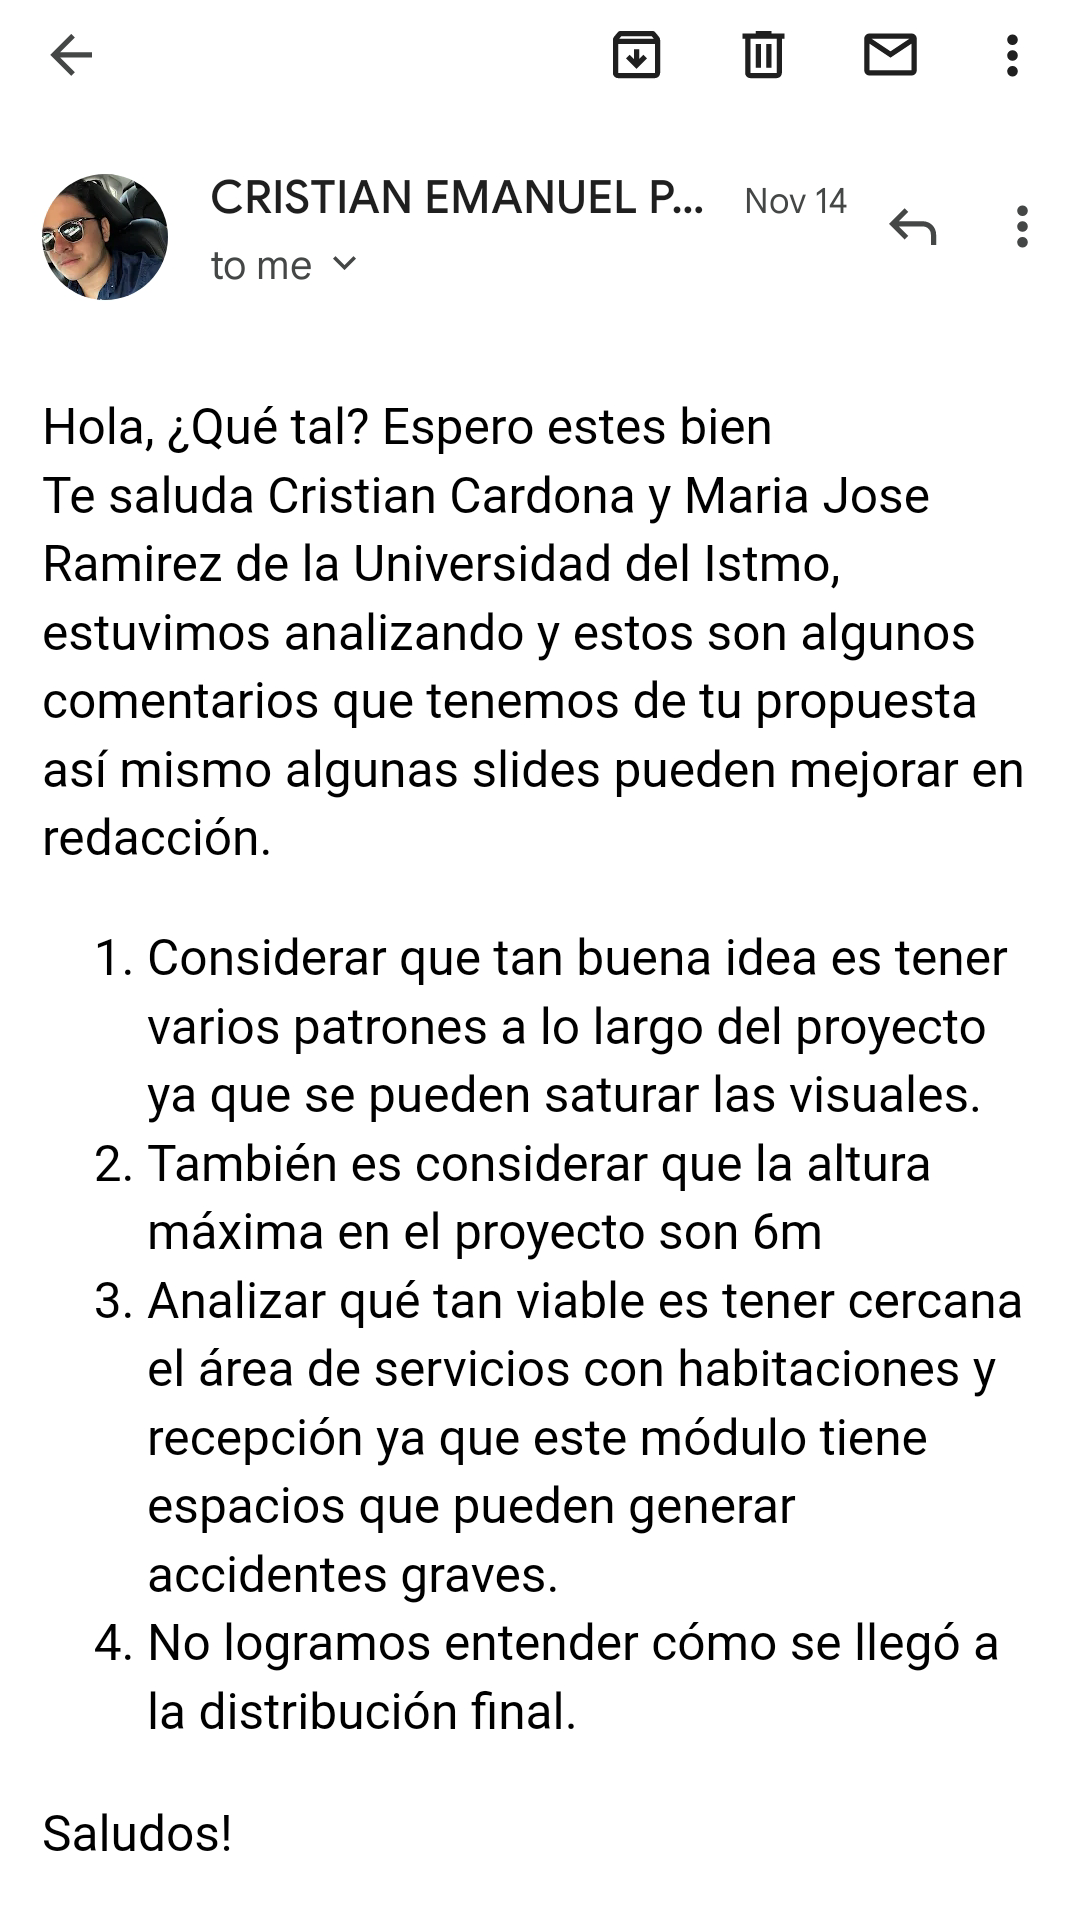 CRISTIAN EMANUEL P... Nov 14
to me
Hola, ¿Qué tal? Espero estes bien
Te saluda Cristian Cardona y Maria Jose
Ramirez de la Universidad del Istmo,
estuvimos analizando y estos son algunos
comentarios que tenemos de tu propuesta
así mismo algunas slides pueden mejorar en
redacción.
1. Considerar que tan buena idea es tener
varios patrones a lo largo del proyecto
ya que se pueden saturar las visuales.
2. También es considerar que la altura
máxima en el proyecto son 6m
3. Analizar qué tan viable es tener cercana
el área de servicios con habitaciones y
recepción ya que este módulo tiene
espacios que pueden generar
accidentes graves.
4. No logramos entender cómo se llegó a
la distribución final.
Saludos!